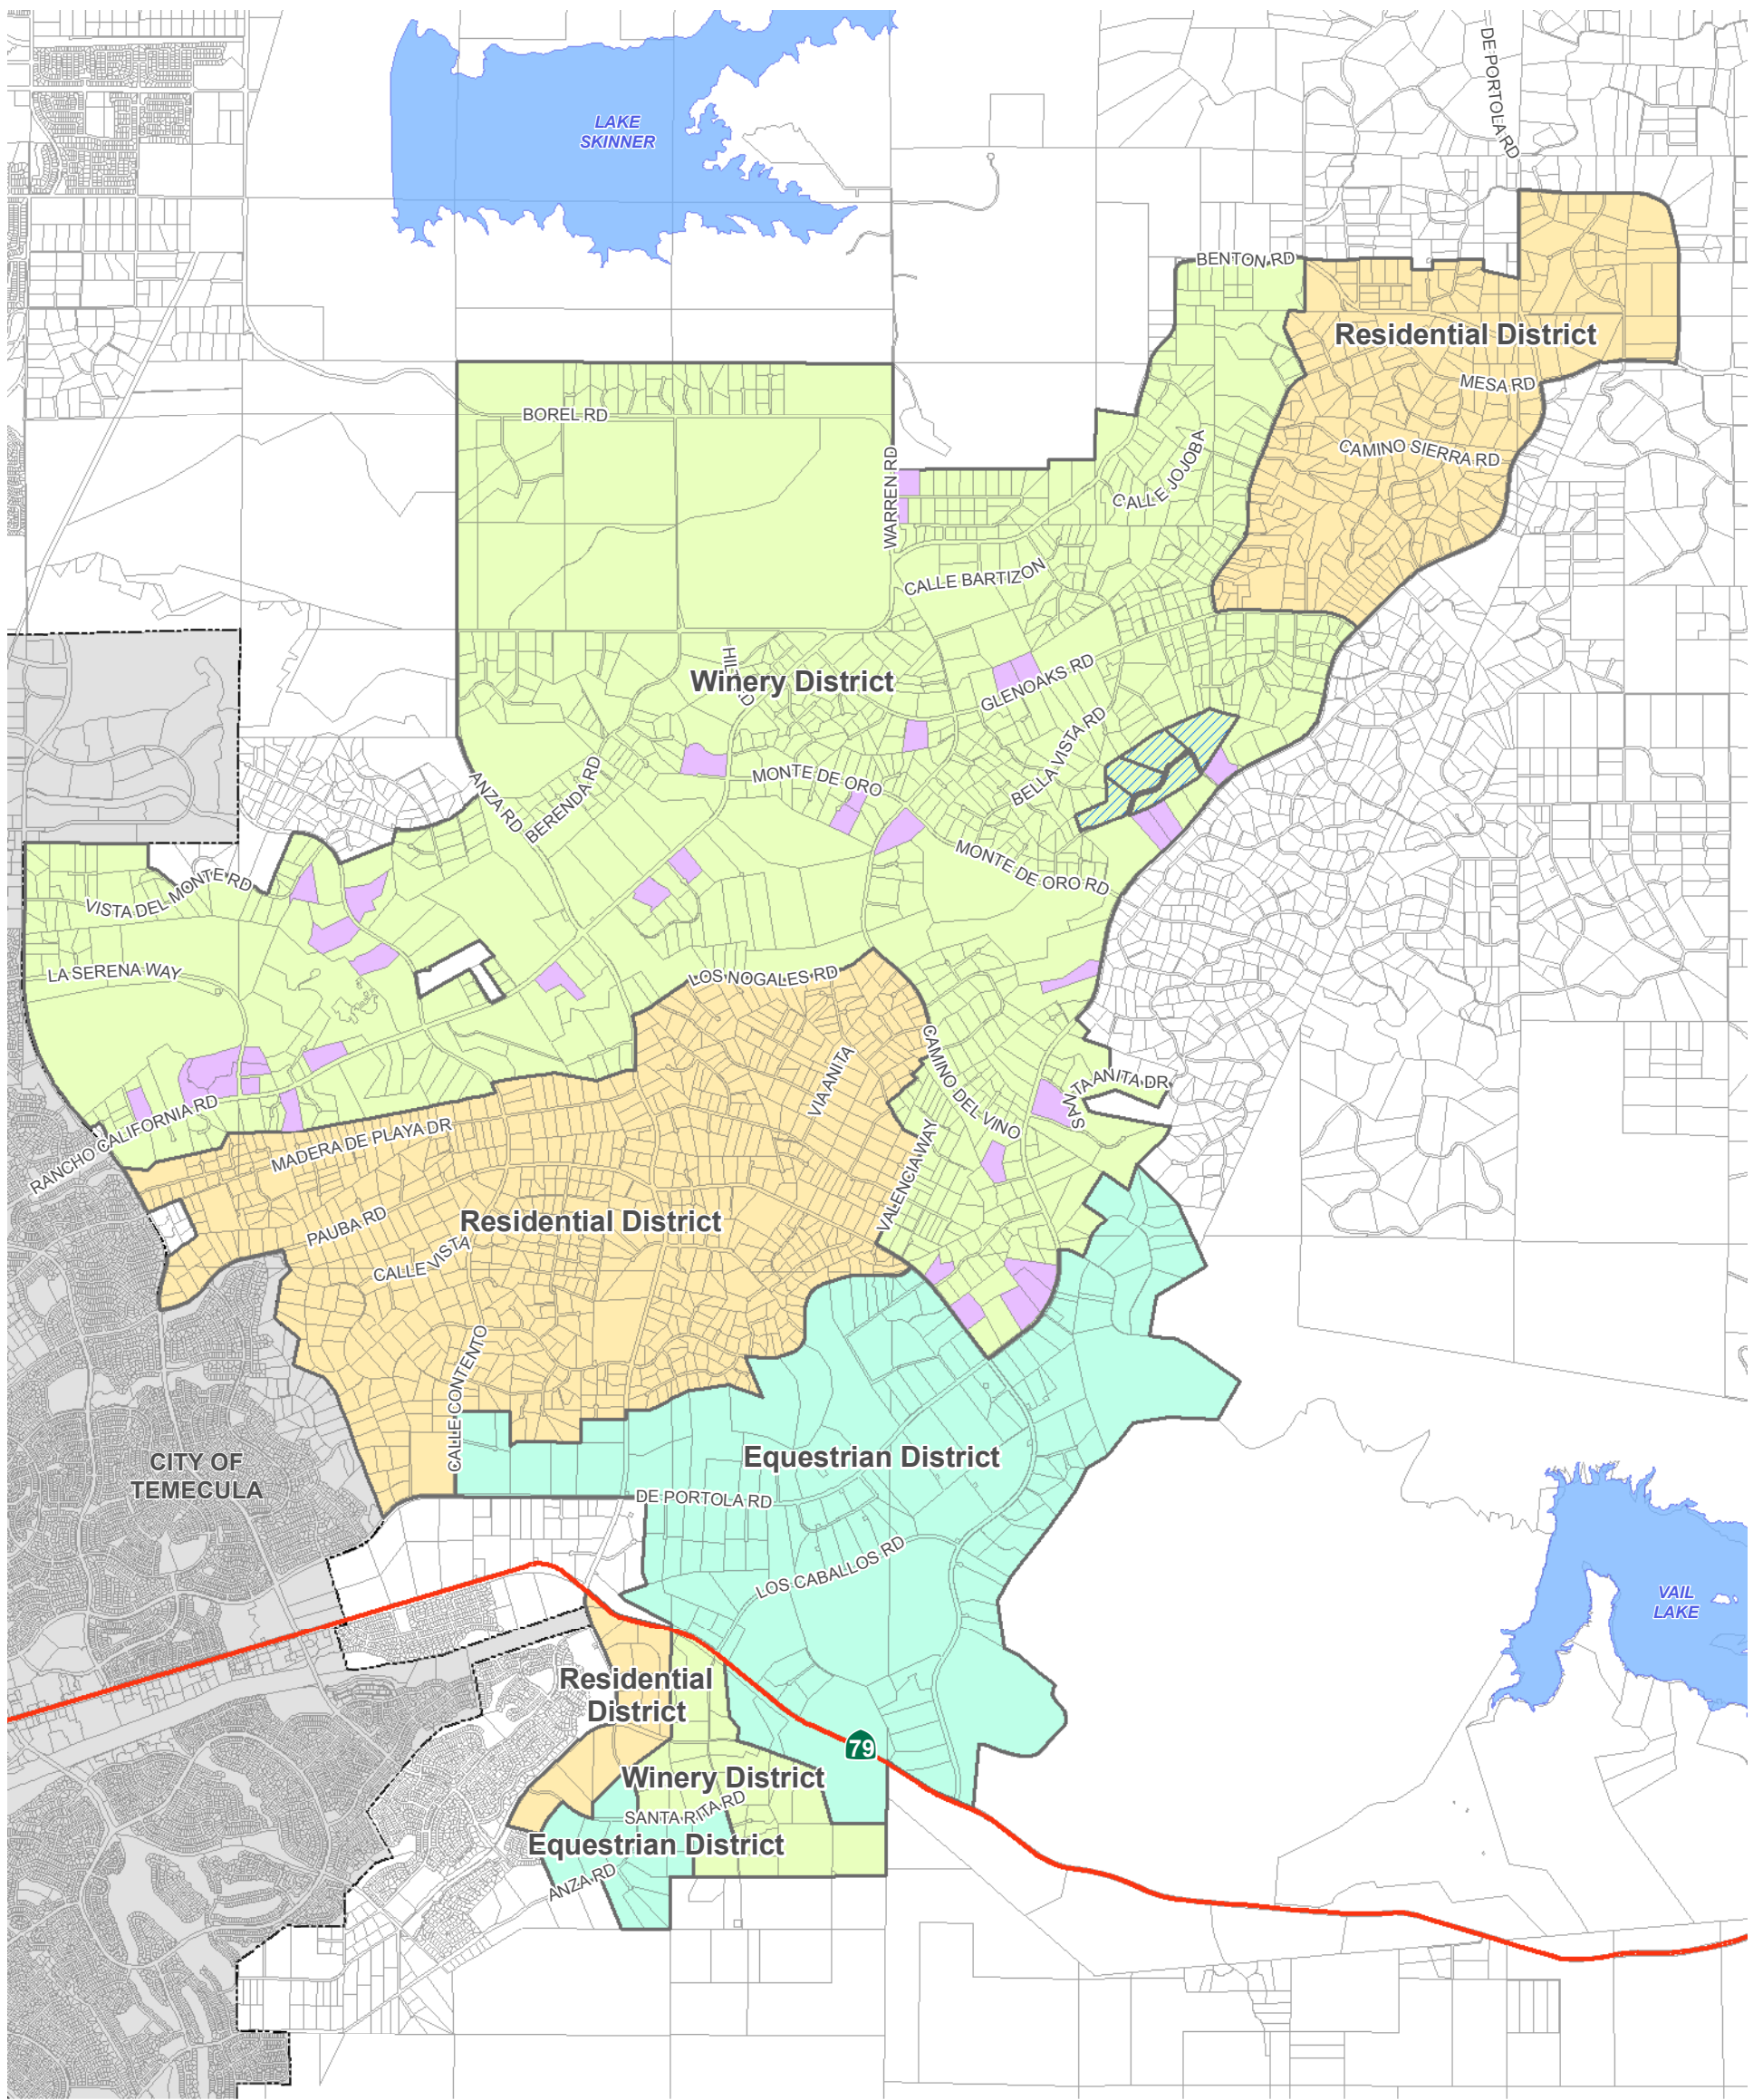 DE PORTOLA RD
LAKE
SKINNER
BENTON RD
Residential District
MESA RD
BOREL RD
CALLE JOJOBA
CAMINO SIERRA RD
WARREN RD
CALLE BARTIZON
Winery District
GLENOAKS RD
BELLA VISTA RD
MONTE DE ORO
ANZA RD
BERENDA RD
MONTE DE ORO RD
VISTA DEL MONTE RD
LA SERENA WAY
LOS NOGALES RD
CAMINO DEL VINO
VIA ANITA
SANTA ANITA DR
RANCHO CALIFORNIA RD
MADERA DE PLAYA DR
VALENCIA WAY
PAUBA RD
Residential District
CALLE VISTA
CALLE CONTENTO
CITY OF
TEMECULA
Equestrian District
DE PORTOLA RD
LOS CABALLOS RD
VAIL
LAKE
Residential
District
79
Winery District
SANTA RITA RD
Equestrian District
ANZA RD